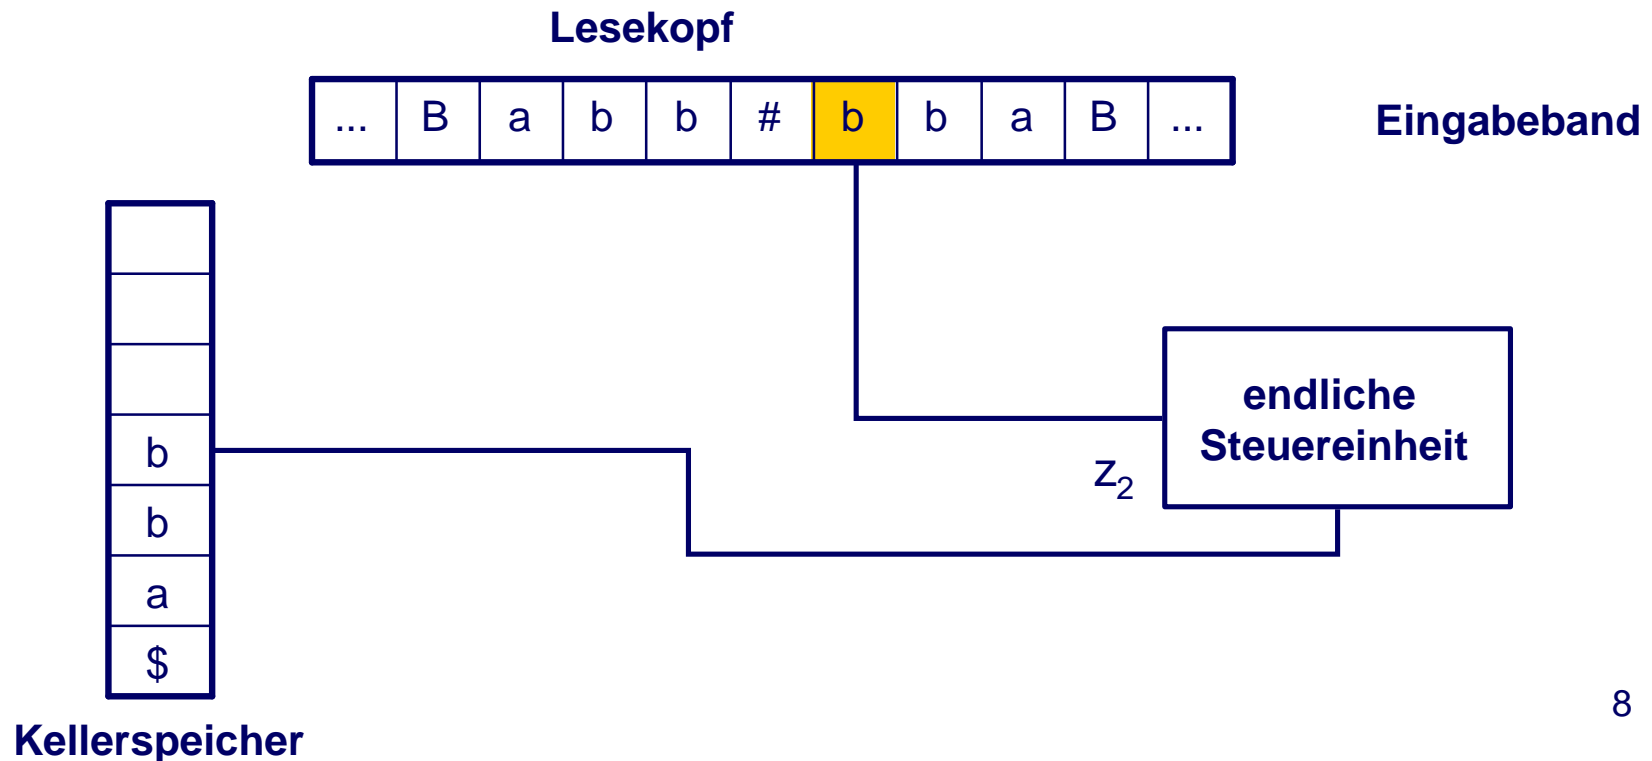 Lesekopf
... B a b b # b b a B ...
Eingabeband
b
b
a
$
Kellerspeicher
endliche
Steuereinheit
z₂
8